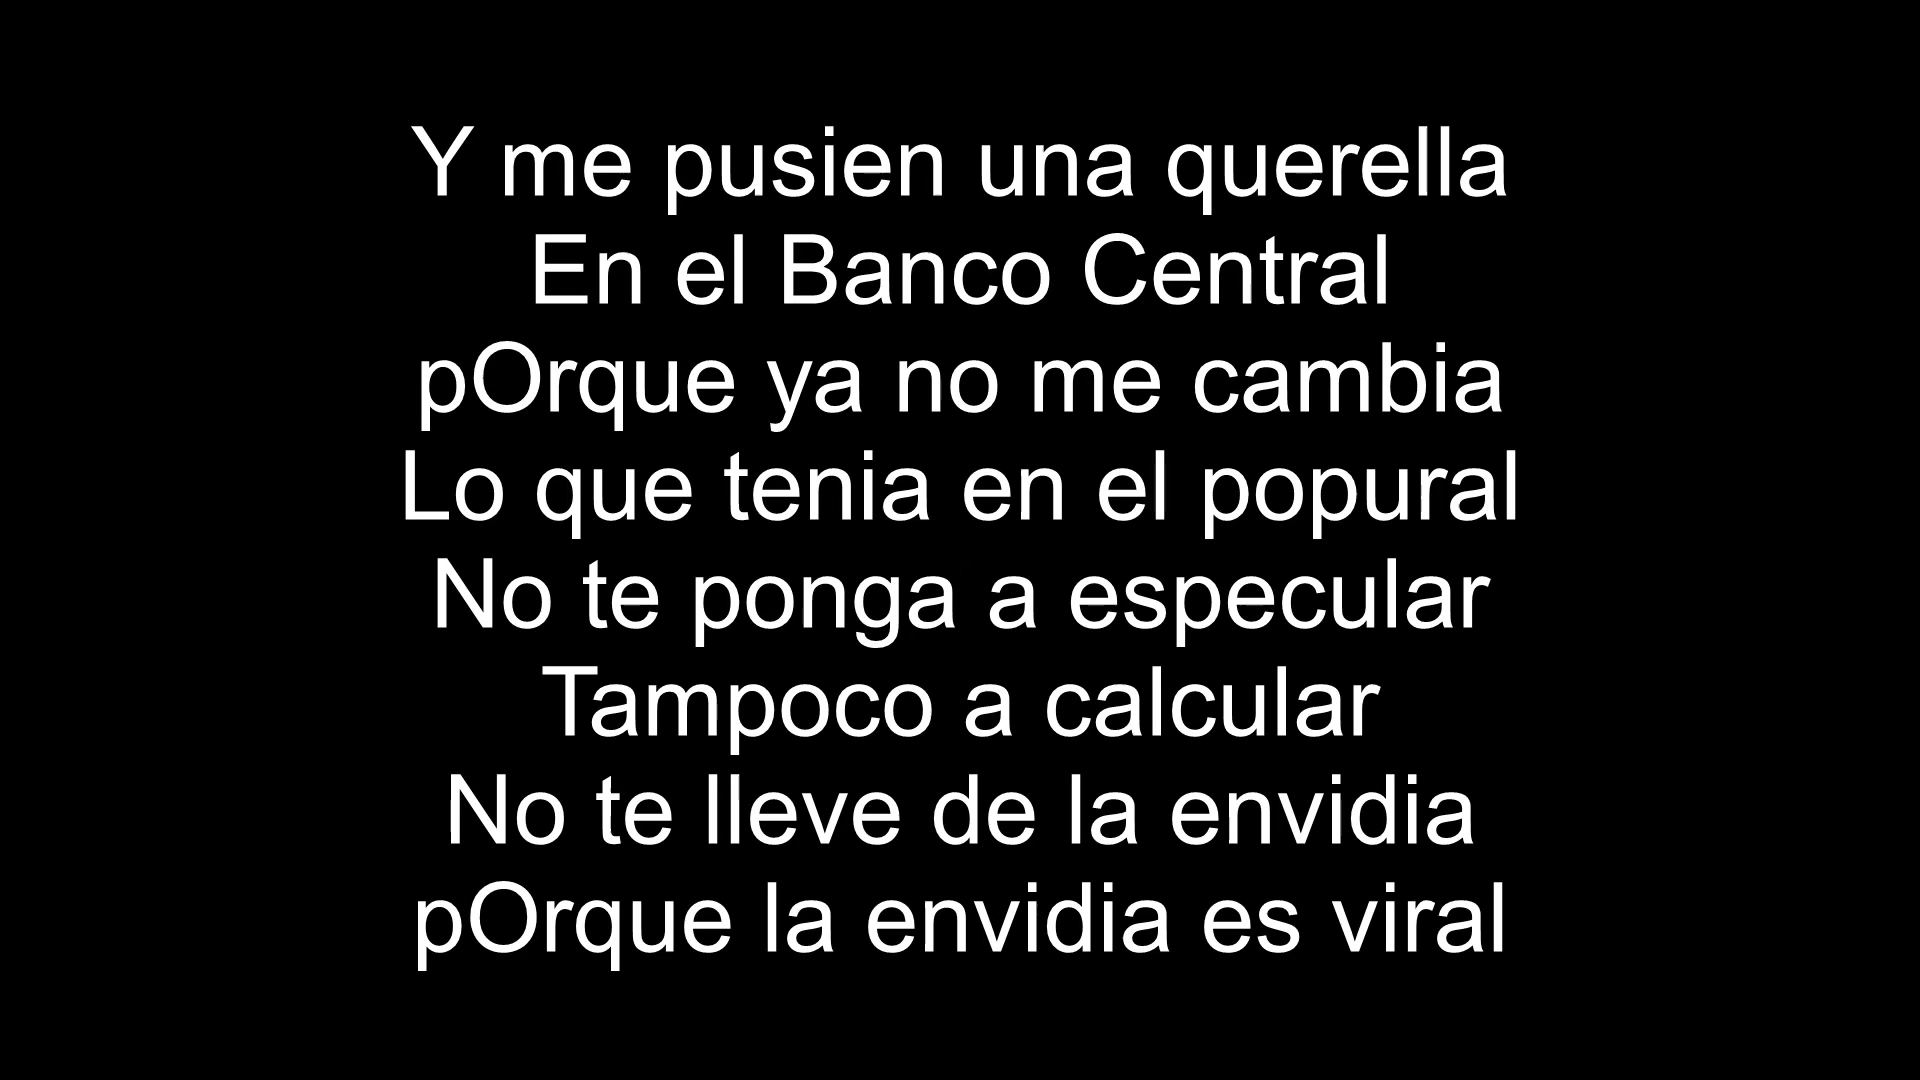 Y me pusien una querella
En el Banco Central
pOrque ya no me cambia
Lo que tenia en el popural
No te ponga a especular
Tampoco a calcular
No te lleve de la envidia
pOrque la envidia es viral